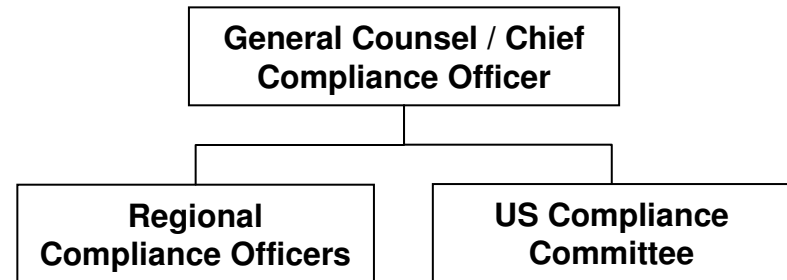 General Counsel / Chief
Compliance Officer
Regional
Compliance Officers
US Compliance
Committee